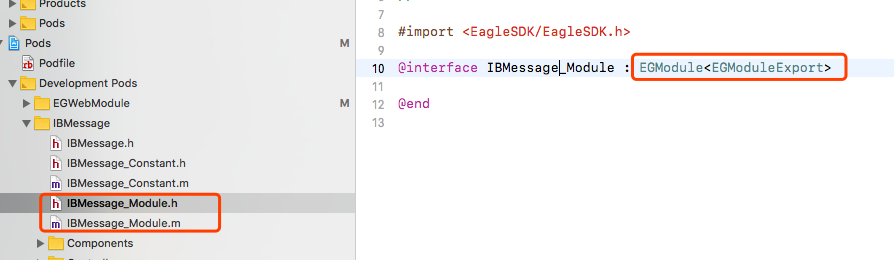 Products
Pods
Pods M
Podfile
Development Pods
EGWebModule M
IBMessage
IBMessage.h
IBMessage_Constant.h
IBMessage_Constant.m
IBMessage_Module.h
IBMessage_Module.m
Components
7
8 #import <EagleSDK/EagleSDK.h>
9
10 @interface IBMessage_Module : EGModule<EGModuleExport>
11
12 @end
13